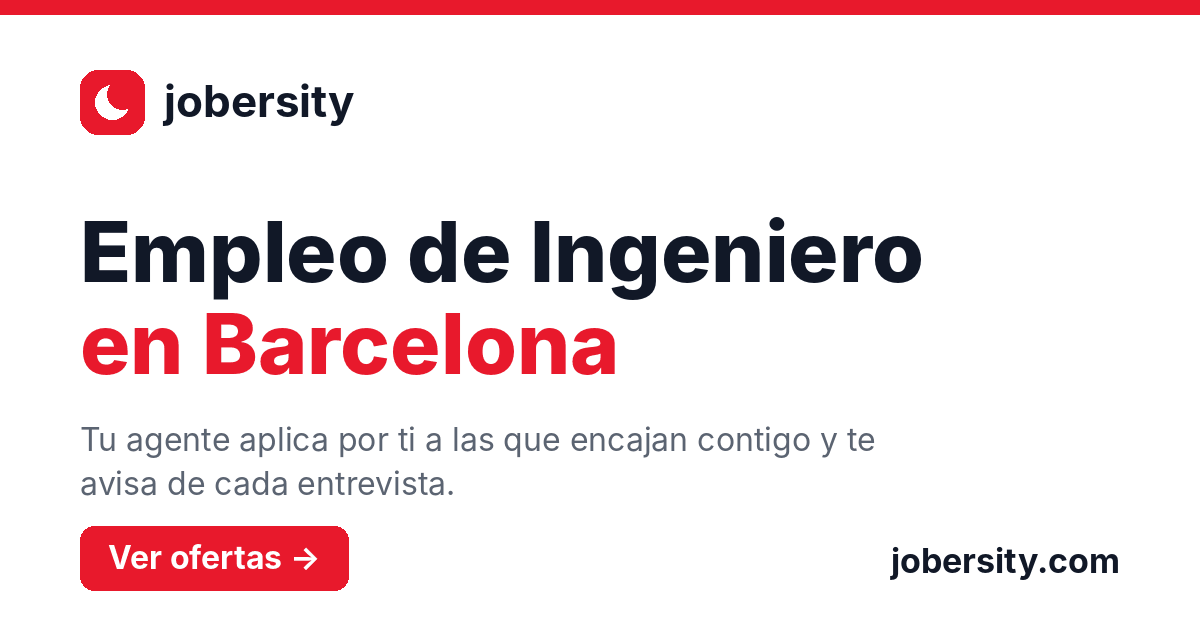 jobersity
Empleo de Ingeniero
en Barcelona
Tu agente aplica por ti a las que encajan contigo y te
avisa de cada entrevista.
Ver ofertas →
jobersity.com